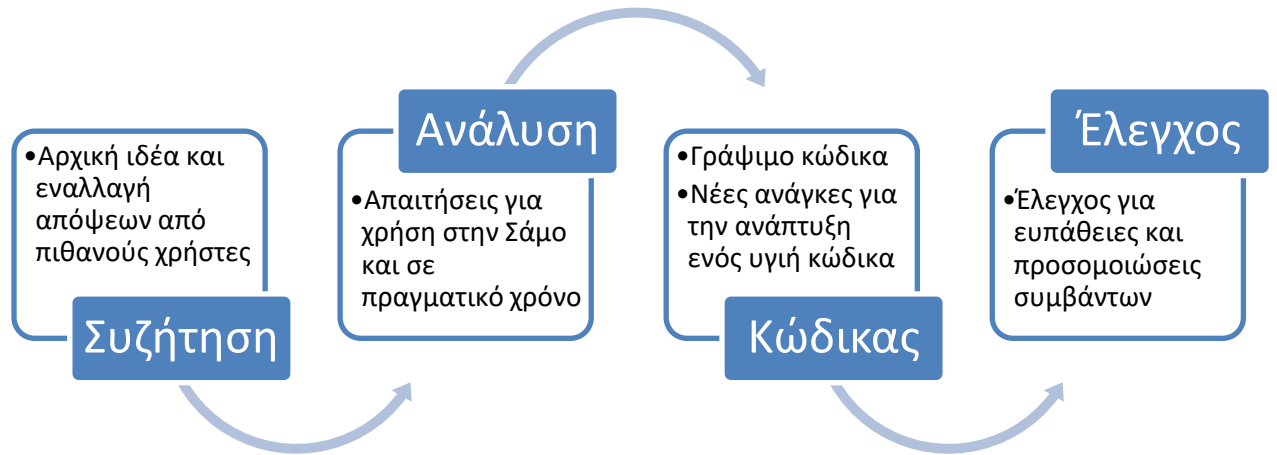 •Αρχική ιδέα και
εναλλαγή
απόψεων από
πιθανούς χρήστες
Συζήτηση
Ανάλυση
•Απαιτήσεις για
χρήση στην Σάμο
και σε
πραγματικό χρόνο
•Γράψιμο κώδικα
•Νέες ανάγκες για
την ανάπτυξη
ενός υγιή κώδικα
Κώδικας
Έλεγχος
•Έλεγχος για
ευπάθειες και
προσομοιώσεις
συμβάντων